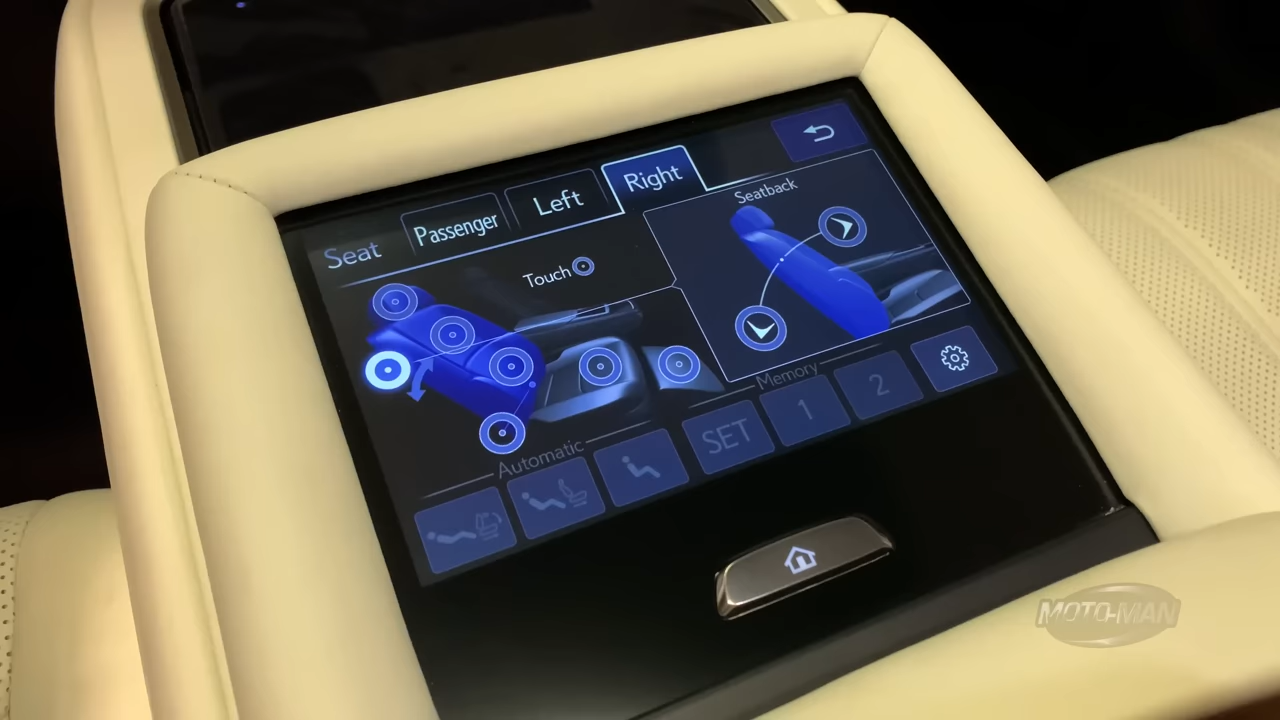 Seat
Passenger
Left
Right
Touch
Seatback
Automatic
Memory
SET
1
2
MOTO-MAN